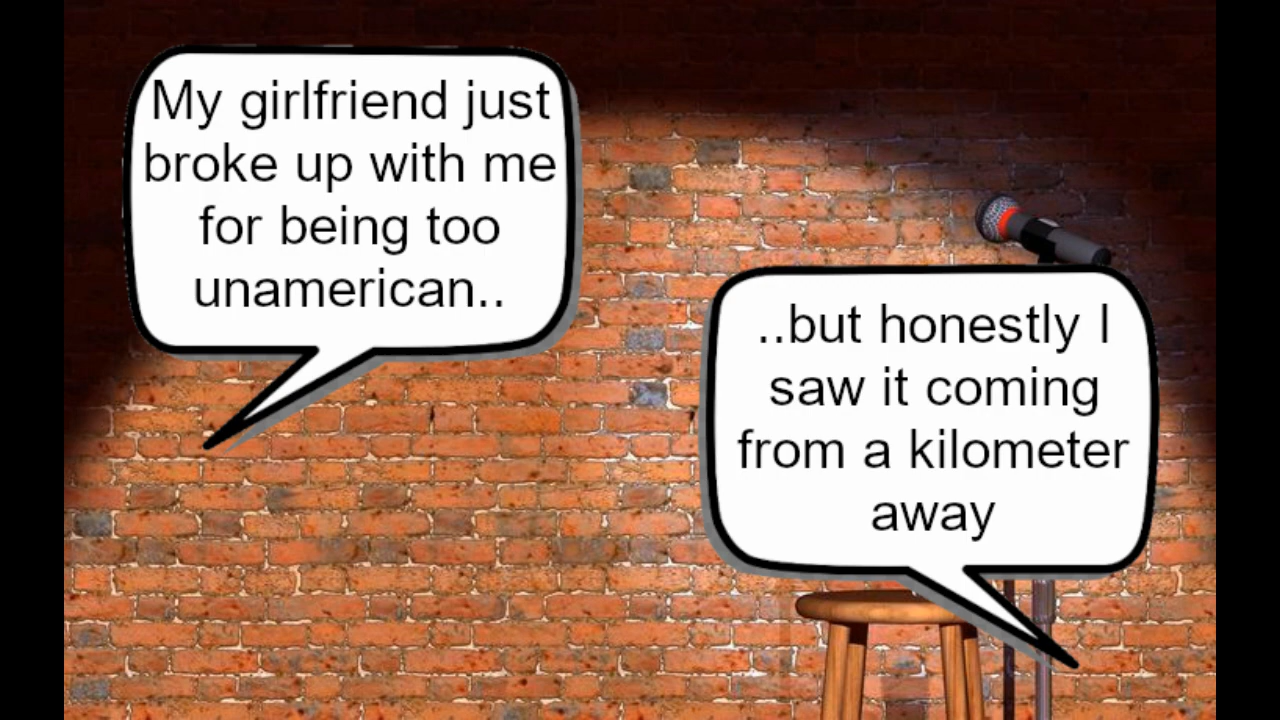 My girlfriend just
broke up with me
for being too
unamerican..
..but honestly I
saw it coming
from a kilometer
away